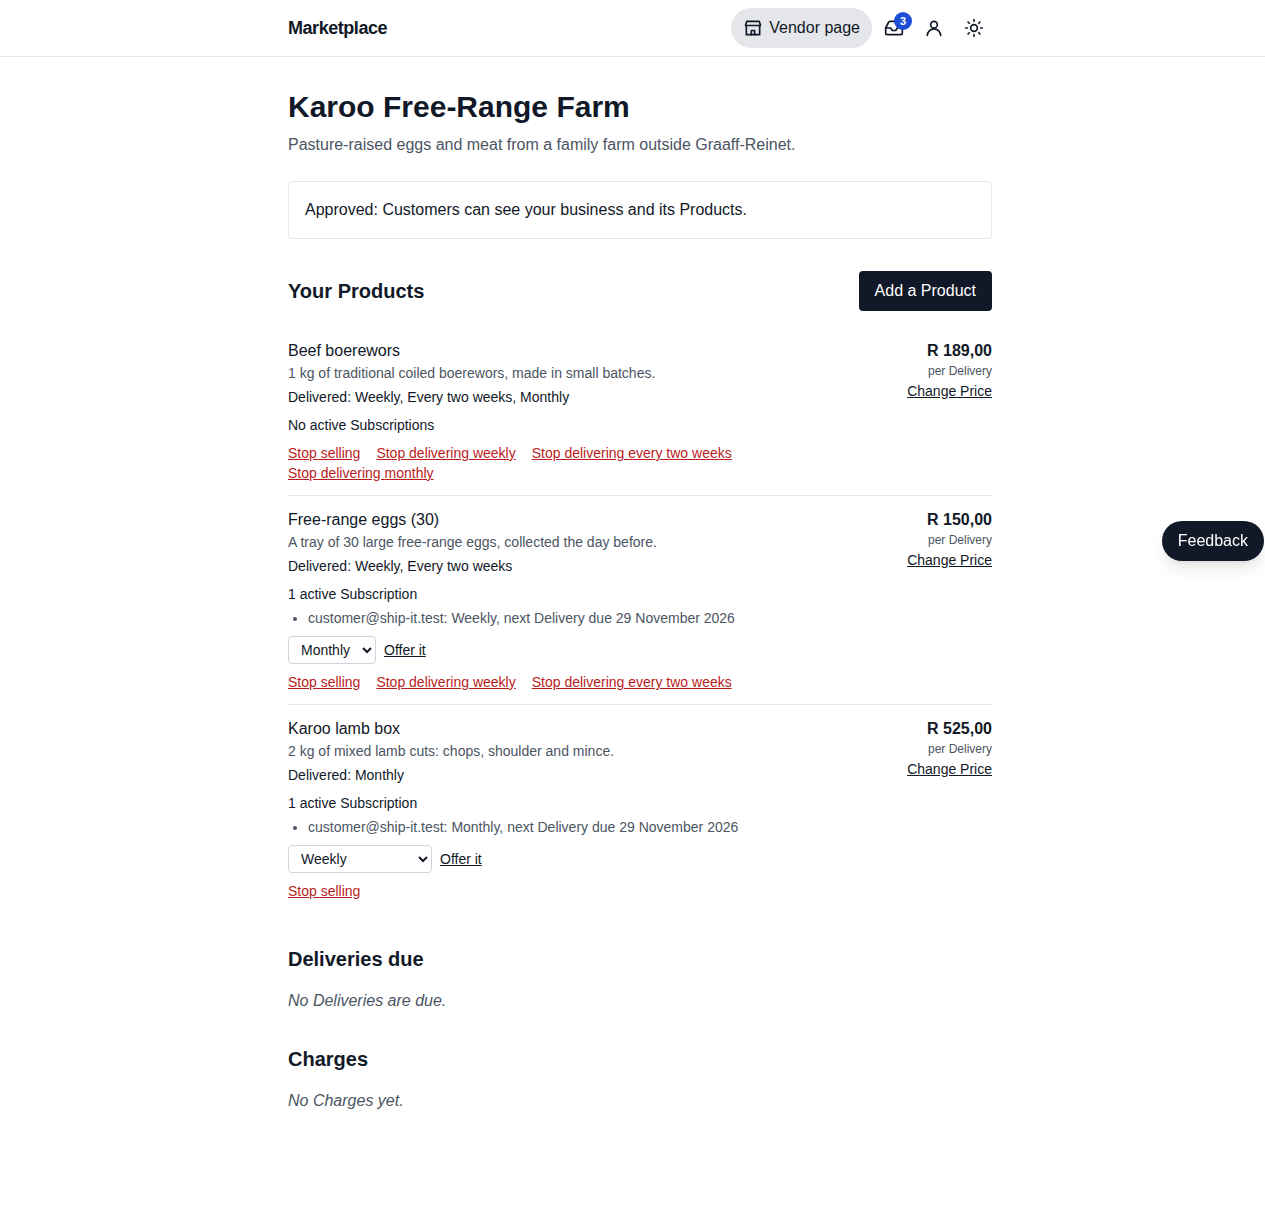 Marketplace
Vendor page
3
Karoo Free-Range Farm
Pasture-raised eggs and meat from a family farm outside Graaff-Reinet.
Approved: Customers can see your business and its Products.
Your Products
Add a Product
Beef boerewors
R 189,00
1 kg of traditional coiled boerewors, made in small batches.
per Delivery
Delivered: Weekly, Every two weeks, Monthly
Change Price
No active Subscriptions
Stop selling Stop delivering weekly Stop delivering every two weeks
Stop delivering monthly
Free-range eggs (30)
R 150,00
A tray of 30 large free-range eggs, collected the day before.
per Delivery
Delivered: Weekly, Every two weeks
Change Price
Feedback
1 active Subscription
customer@ship-it.test: Weekly, next Delivery due 29 November 2026
Monthly Offer it
Stop selling Stop delivering weekly Stop delivering every two weeks
Karoo lamb box
R 525,00
2 kg of mixed lamb cuts: chops, shoulder and mince.
per Delivery
Delivered: Monthly
Change Price
1 active Subscription
customer@ship-it.test: Monthly, next Delivery due 29 November 2026
Weekly Offer it
Stop selling
Deliveries due
No Deliveries are due.
Charges
No Charges yet.